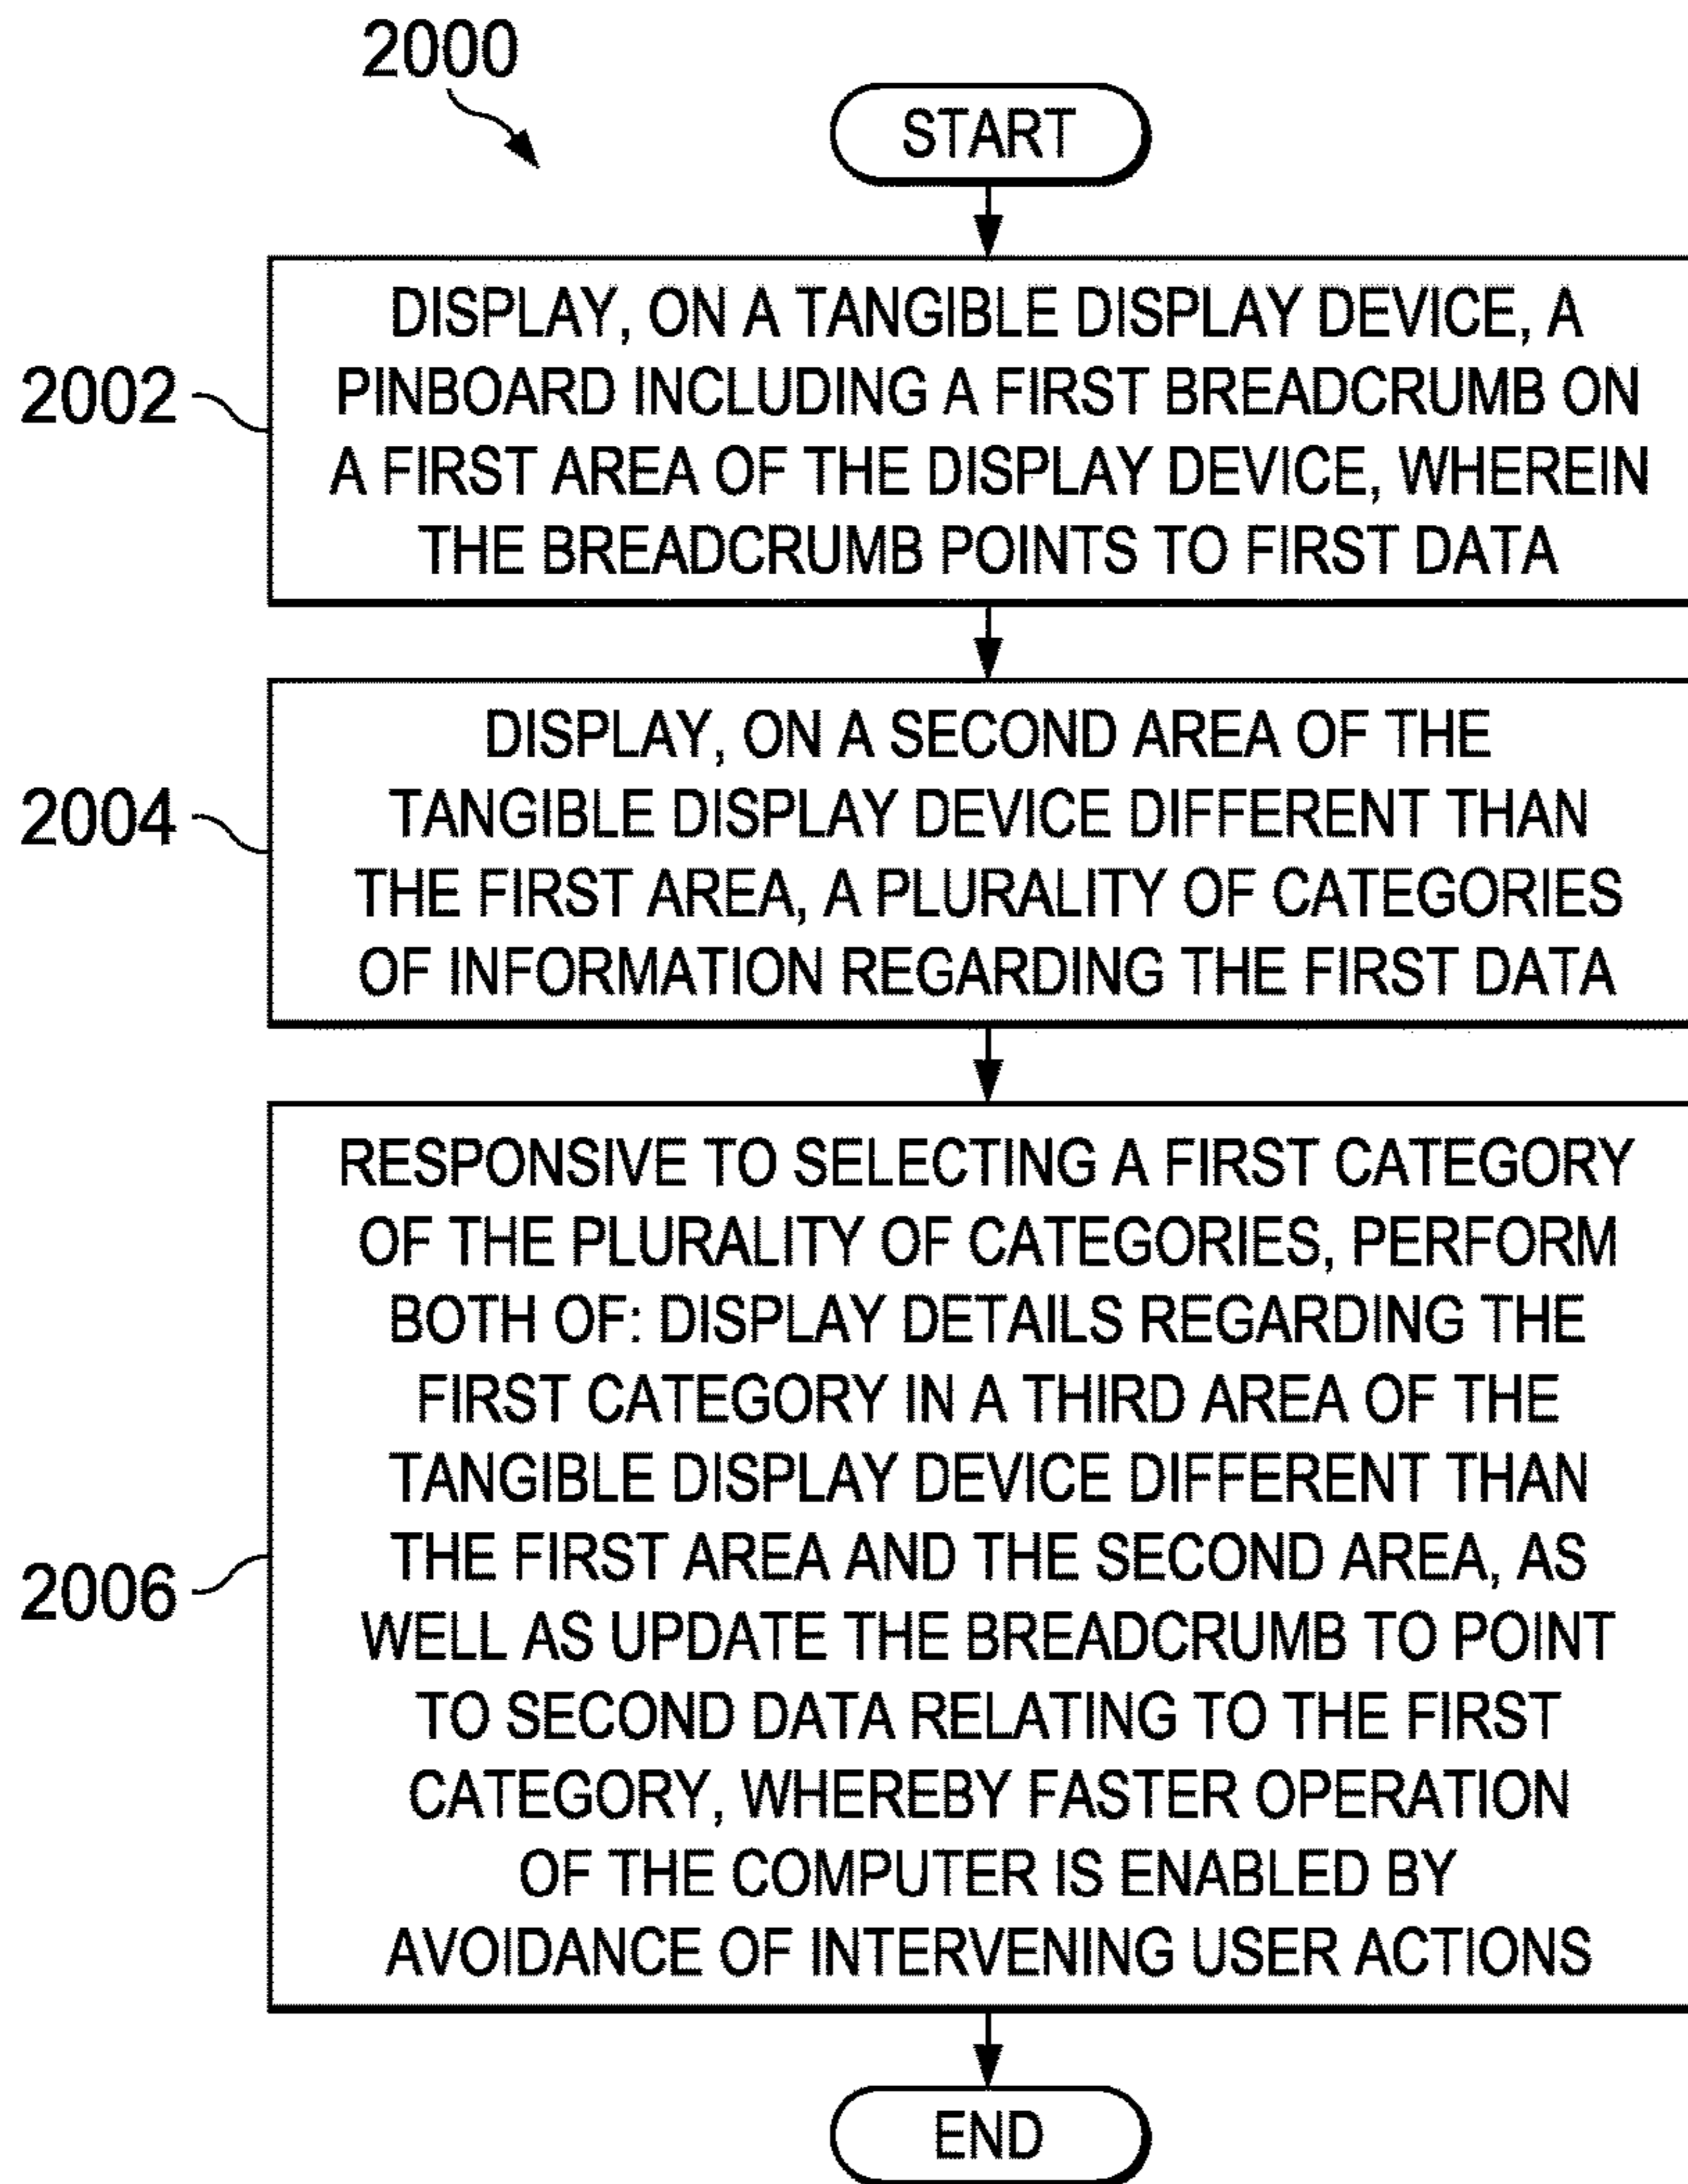 2000
START
2002
DISPLAY, ON A TANGIBLE DISPLAY DEVICE, A
PINBOARD INCLUDING A FIRST BREADCRUMB ON
A FIRST AREA OF THE DISPLAY DEVICE, WHEREIN
THE BREADCRUMB POINTS TO FIRST DATA
2004
DISPLAY, ON A SECOND AREA OF THE
TANGIBLE DISPLAY DEVICE DIFFERENT THAN
THE FIRST AREA, A PLURALITY OF CATEGORIES
OF INFORMATION REGARDING THE FIRST DATA
2006
RESPONSIVE TO SELECTING A FIRST CATEGORY
OF THE PLURALITY OF CATEGORIES, PERFORM
BOTH OF: DISPLAY DETAILS REGARDING THE
FIRST CATEGORY IN A THIRD AREA OF THE
TANGIBLE DISPLAY DEVICE DIFFERENT THAN
THE FIRST AREA AND THE SECOND AREA, AS
WELL AS UPDATE THE BREADCRUMB TO POINT
TO SECOND DATA RELATING TO THE FIRST
CATEGORY, WHEREBY FASTER OPERATION
OF THE COMPUTER IS ENABLED BY
AVOIDANCE OF INTERVENING USER ACTIONS
END